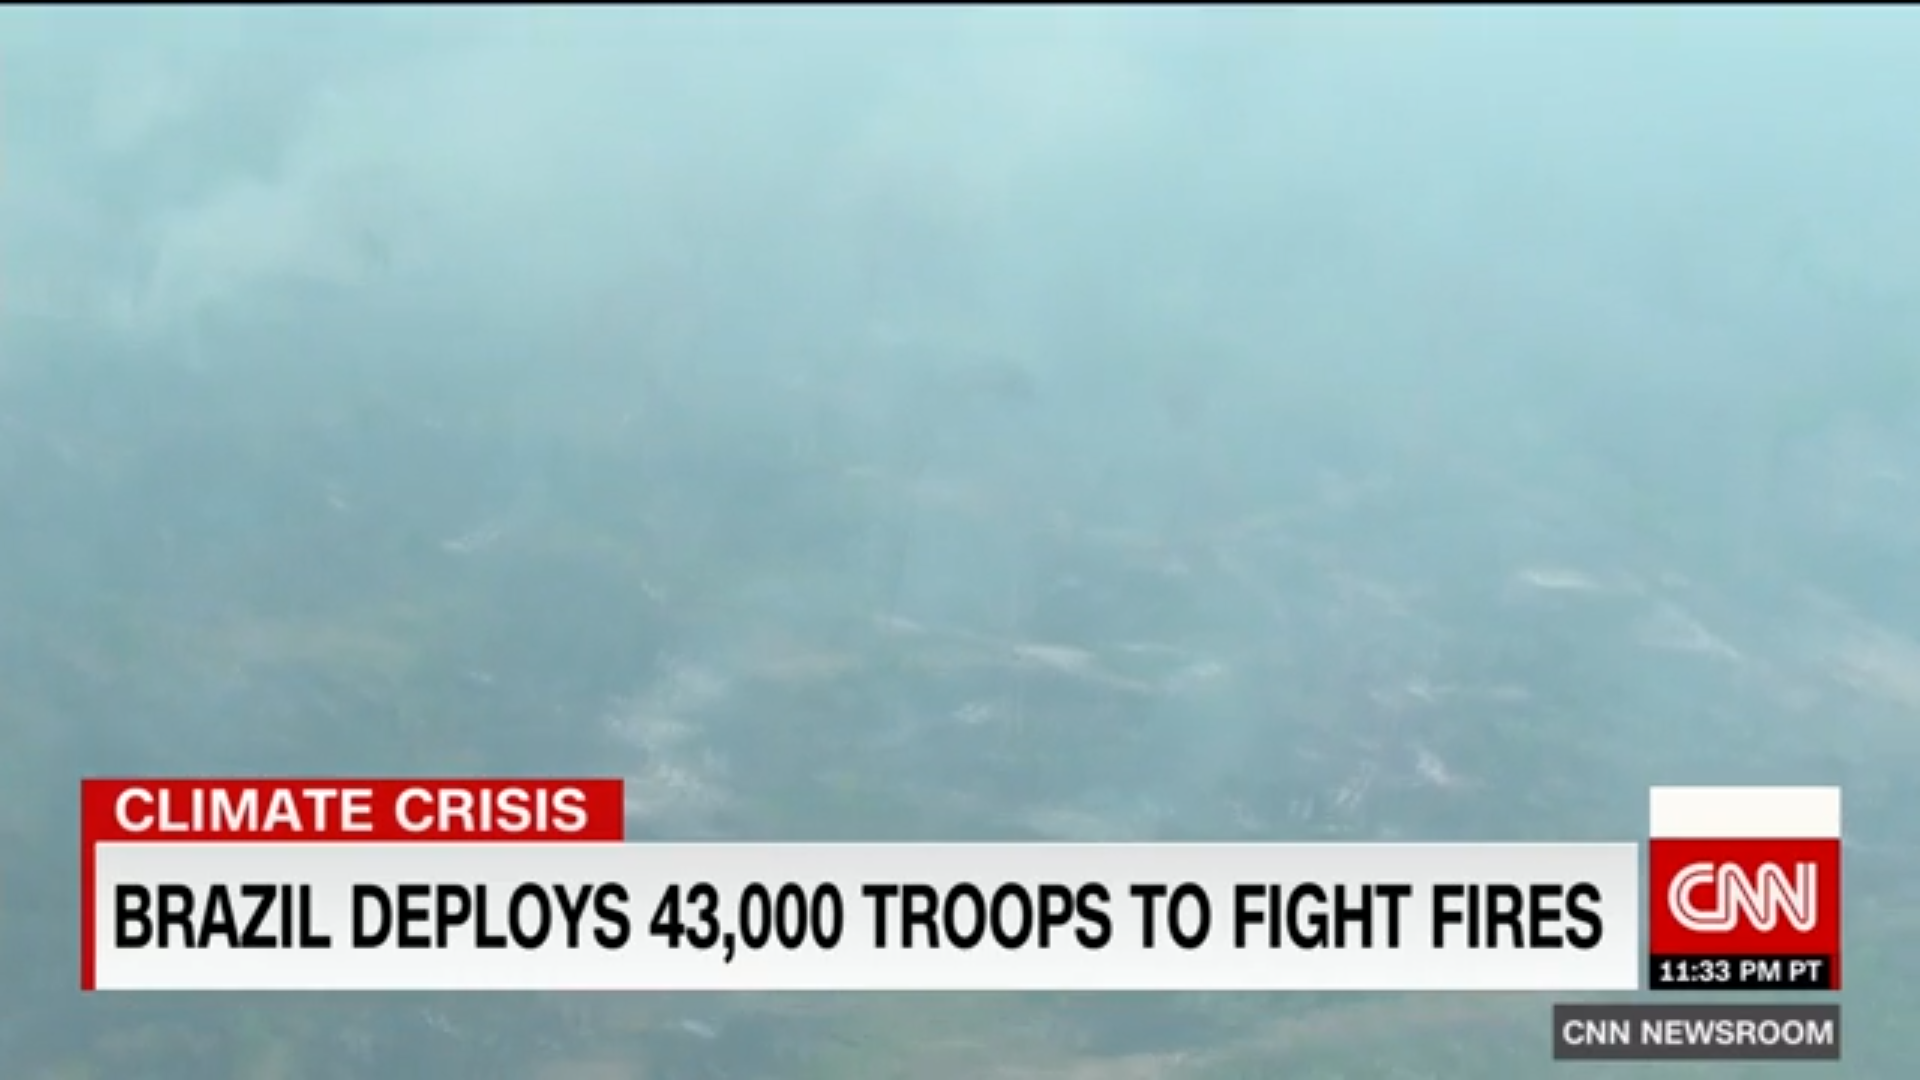 CLIMATE CRISIS
BRAZIL DEPLOYS 43,000 TROOPS TO FIGHT FIRES
CNN
11:33 PM PT
CNN NEWSROOM